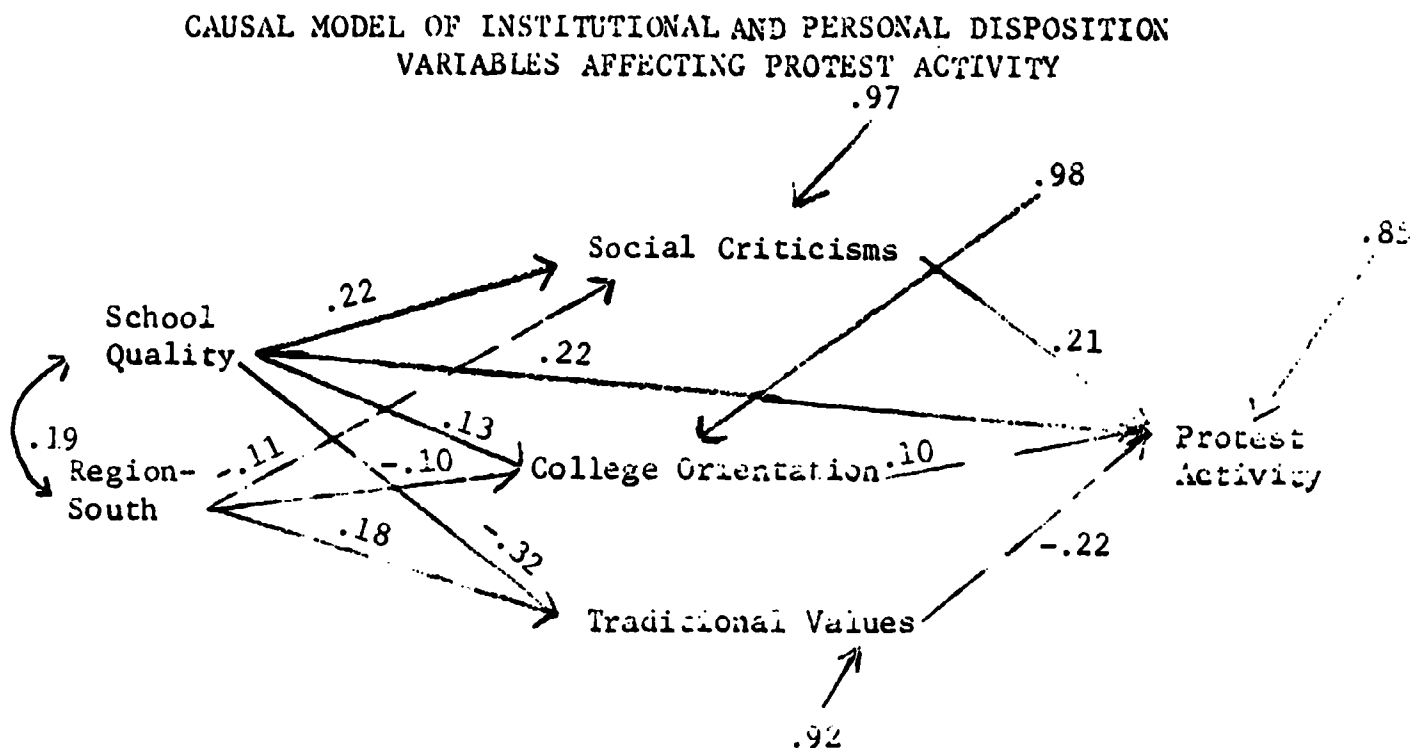 CAUSAL MODEL OF INSTITUTIONAL AND PERSONAL DISPOSITION
VARIABLES AFFECTING PROTEST ACTIVITY
.97
.98
Social Criticisms
.22
School
Quality
.22
.21
.19
.13
Region-
South
-.11
-.10
College Orientation
.10
Protest
Activity
.18
-.32
-.22
Traditional Values
.92